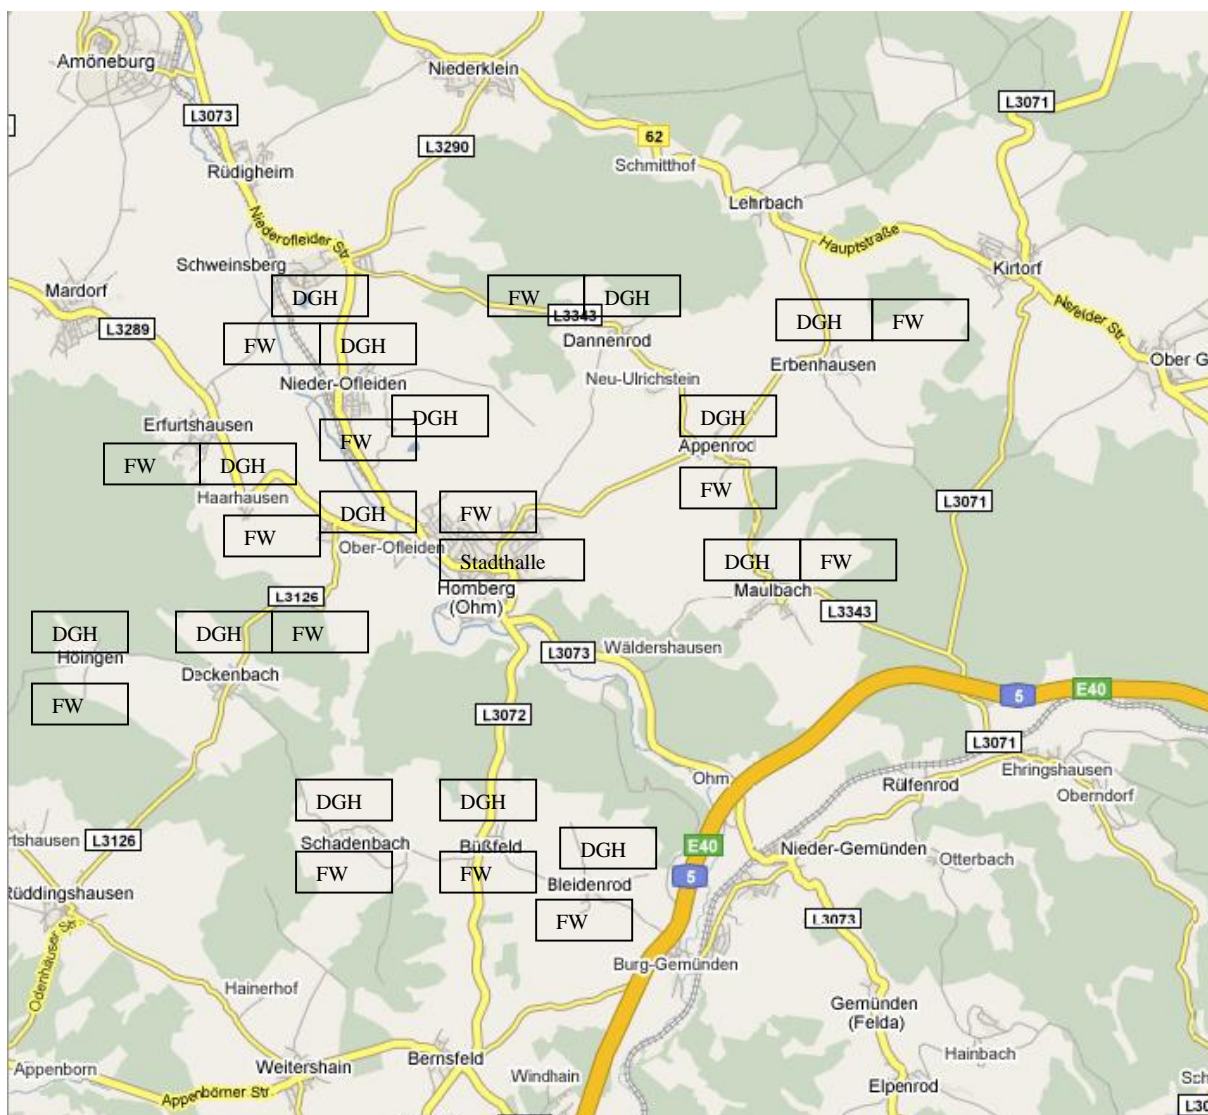 Amöneburg
Niederklein
L3071
L3073
62
L3290
Schmitthof
Rüdigheim
Lehrbach
Niederofleider Str
Hauptstraße
Schweinsberg
Kirtorf
Mardorf
DGH
FW DGH
Alsfelder Str.
L3289
L3343
DGH FW
FW DGH
Dannenrod
Ober G
Erbenhausen
Nieder-Ofleiden
Neu-Ulrichstein
DGH
DGH
Erfurtshausen
FW
Appenrod
FW DGH
Haarhausen
FW
L3071
DGH
FW
FW
Ober-Ofleiden
Stadthalle
DGH FW
Homberg
(Ohm)
Maulbach
L3126
L3343
DGH
DGH FW
Höingen
L3073
Wäldershausen
Deckenbach
5
E40
FW
L3072
L3071
Ehringshausen
Ohm
Rülfenrod
Oberndorf
DGH
DGH
rtshausen
L3126
Schadenbach
Büßfeld
DGH
E40
Nieder-Gemünden
Otterbach
FW
FW
Bleidenrod
5
Rüddingshausen
FW
L3073
Odenhäuser Str
Burg-Gemünden
Hainerhof
Gemünden
(Felda)
Appenborn
Weitershain
Bernsfeld
Hainbach
Windhain
Appenbörner Str
Elpenrod
Sch
L30